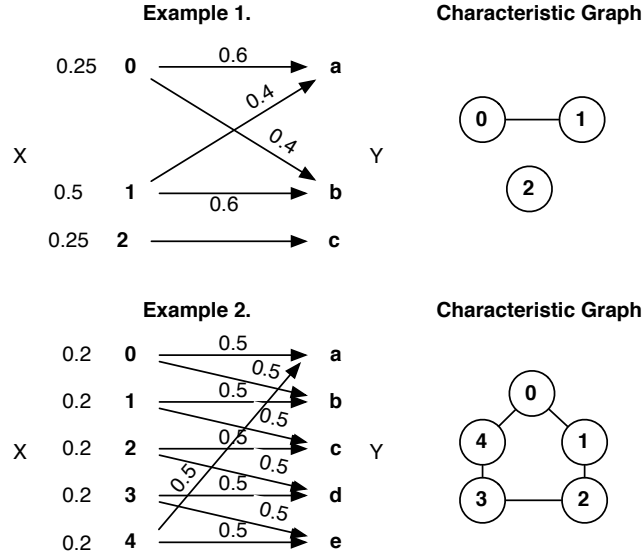 Example 1. Characteristic Graph
0.25 0 0.6 a
0.4
0.4
0 1
X Y
2
0.5 1 0.6 b
0.25 2 c
Example 2. Characteristic Graph
0.2 0 0.5 a
0.5
0.2 1 0.5 b
0.5
0
X 0.2 2 0.5 c Y
0.5
4 1
0.5
0.2 3 0.5 d
0.5
3 2
0.2 4 0.5 e